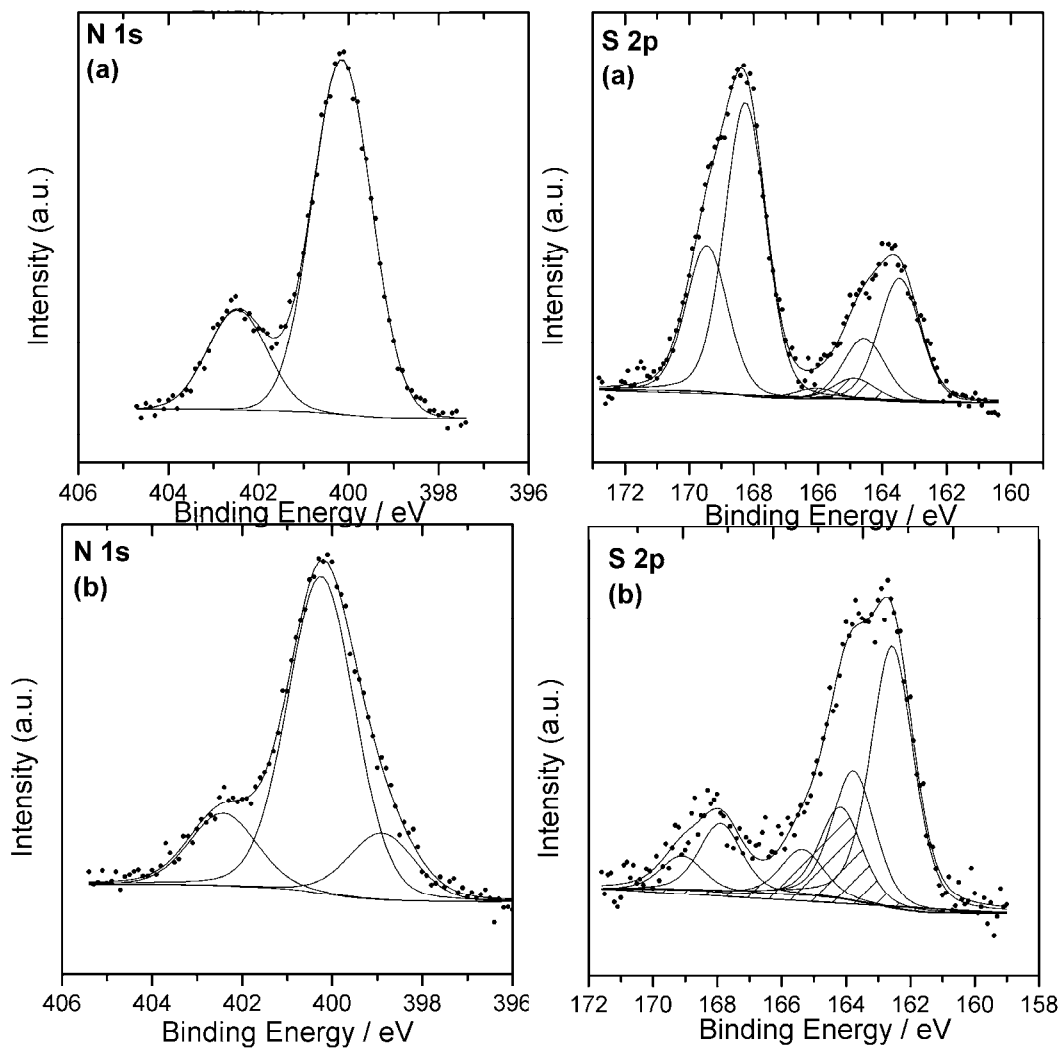 N 1s
(a)
Intensity (a.u.)
406 404 402 400 398 396
Binding Energy / eV
S 2p
(a)
Intensity (a.u.)
172 170 168 166 164 162 160
Binding Energy / eV
N 1s
(b)
Intensity (a.u.)
406 404 402 400 398 396
Binding Energy / eV
S 2p
(b)
Intensity (a.u.)
172 170 168 166 164 162 160 158
Binding Energy / eV